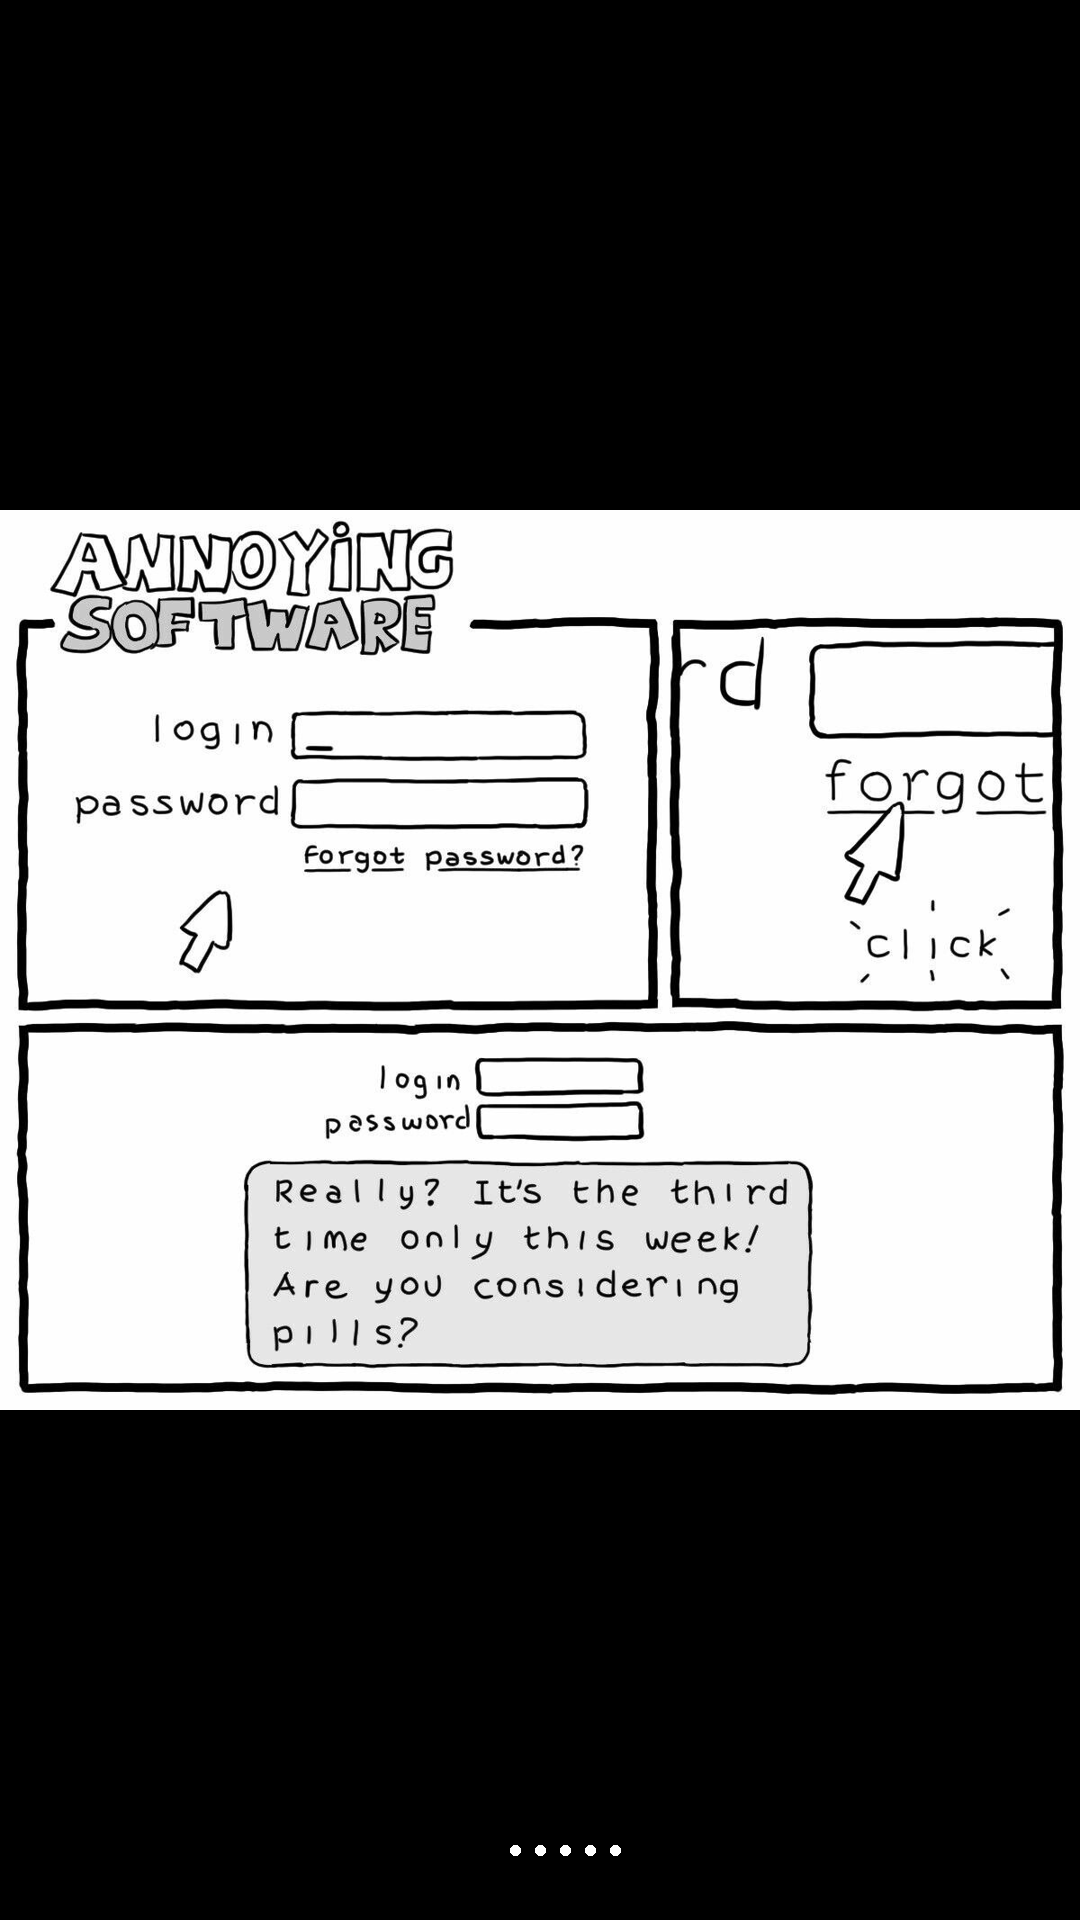 ANNOYING
SOFTWARE
login
password
forgot password?
rd
forgot
click
login
password
Really? It's the third
time only this week!
Are you considering
pills?